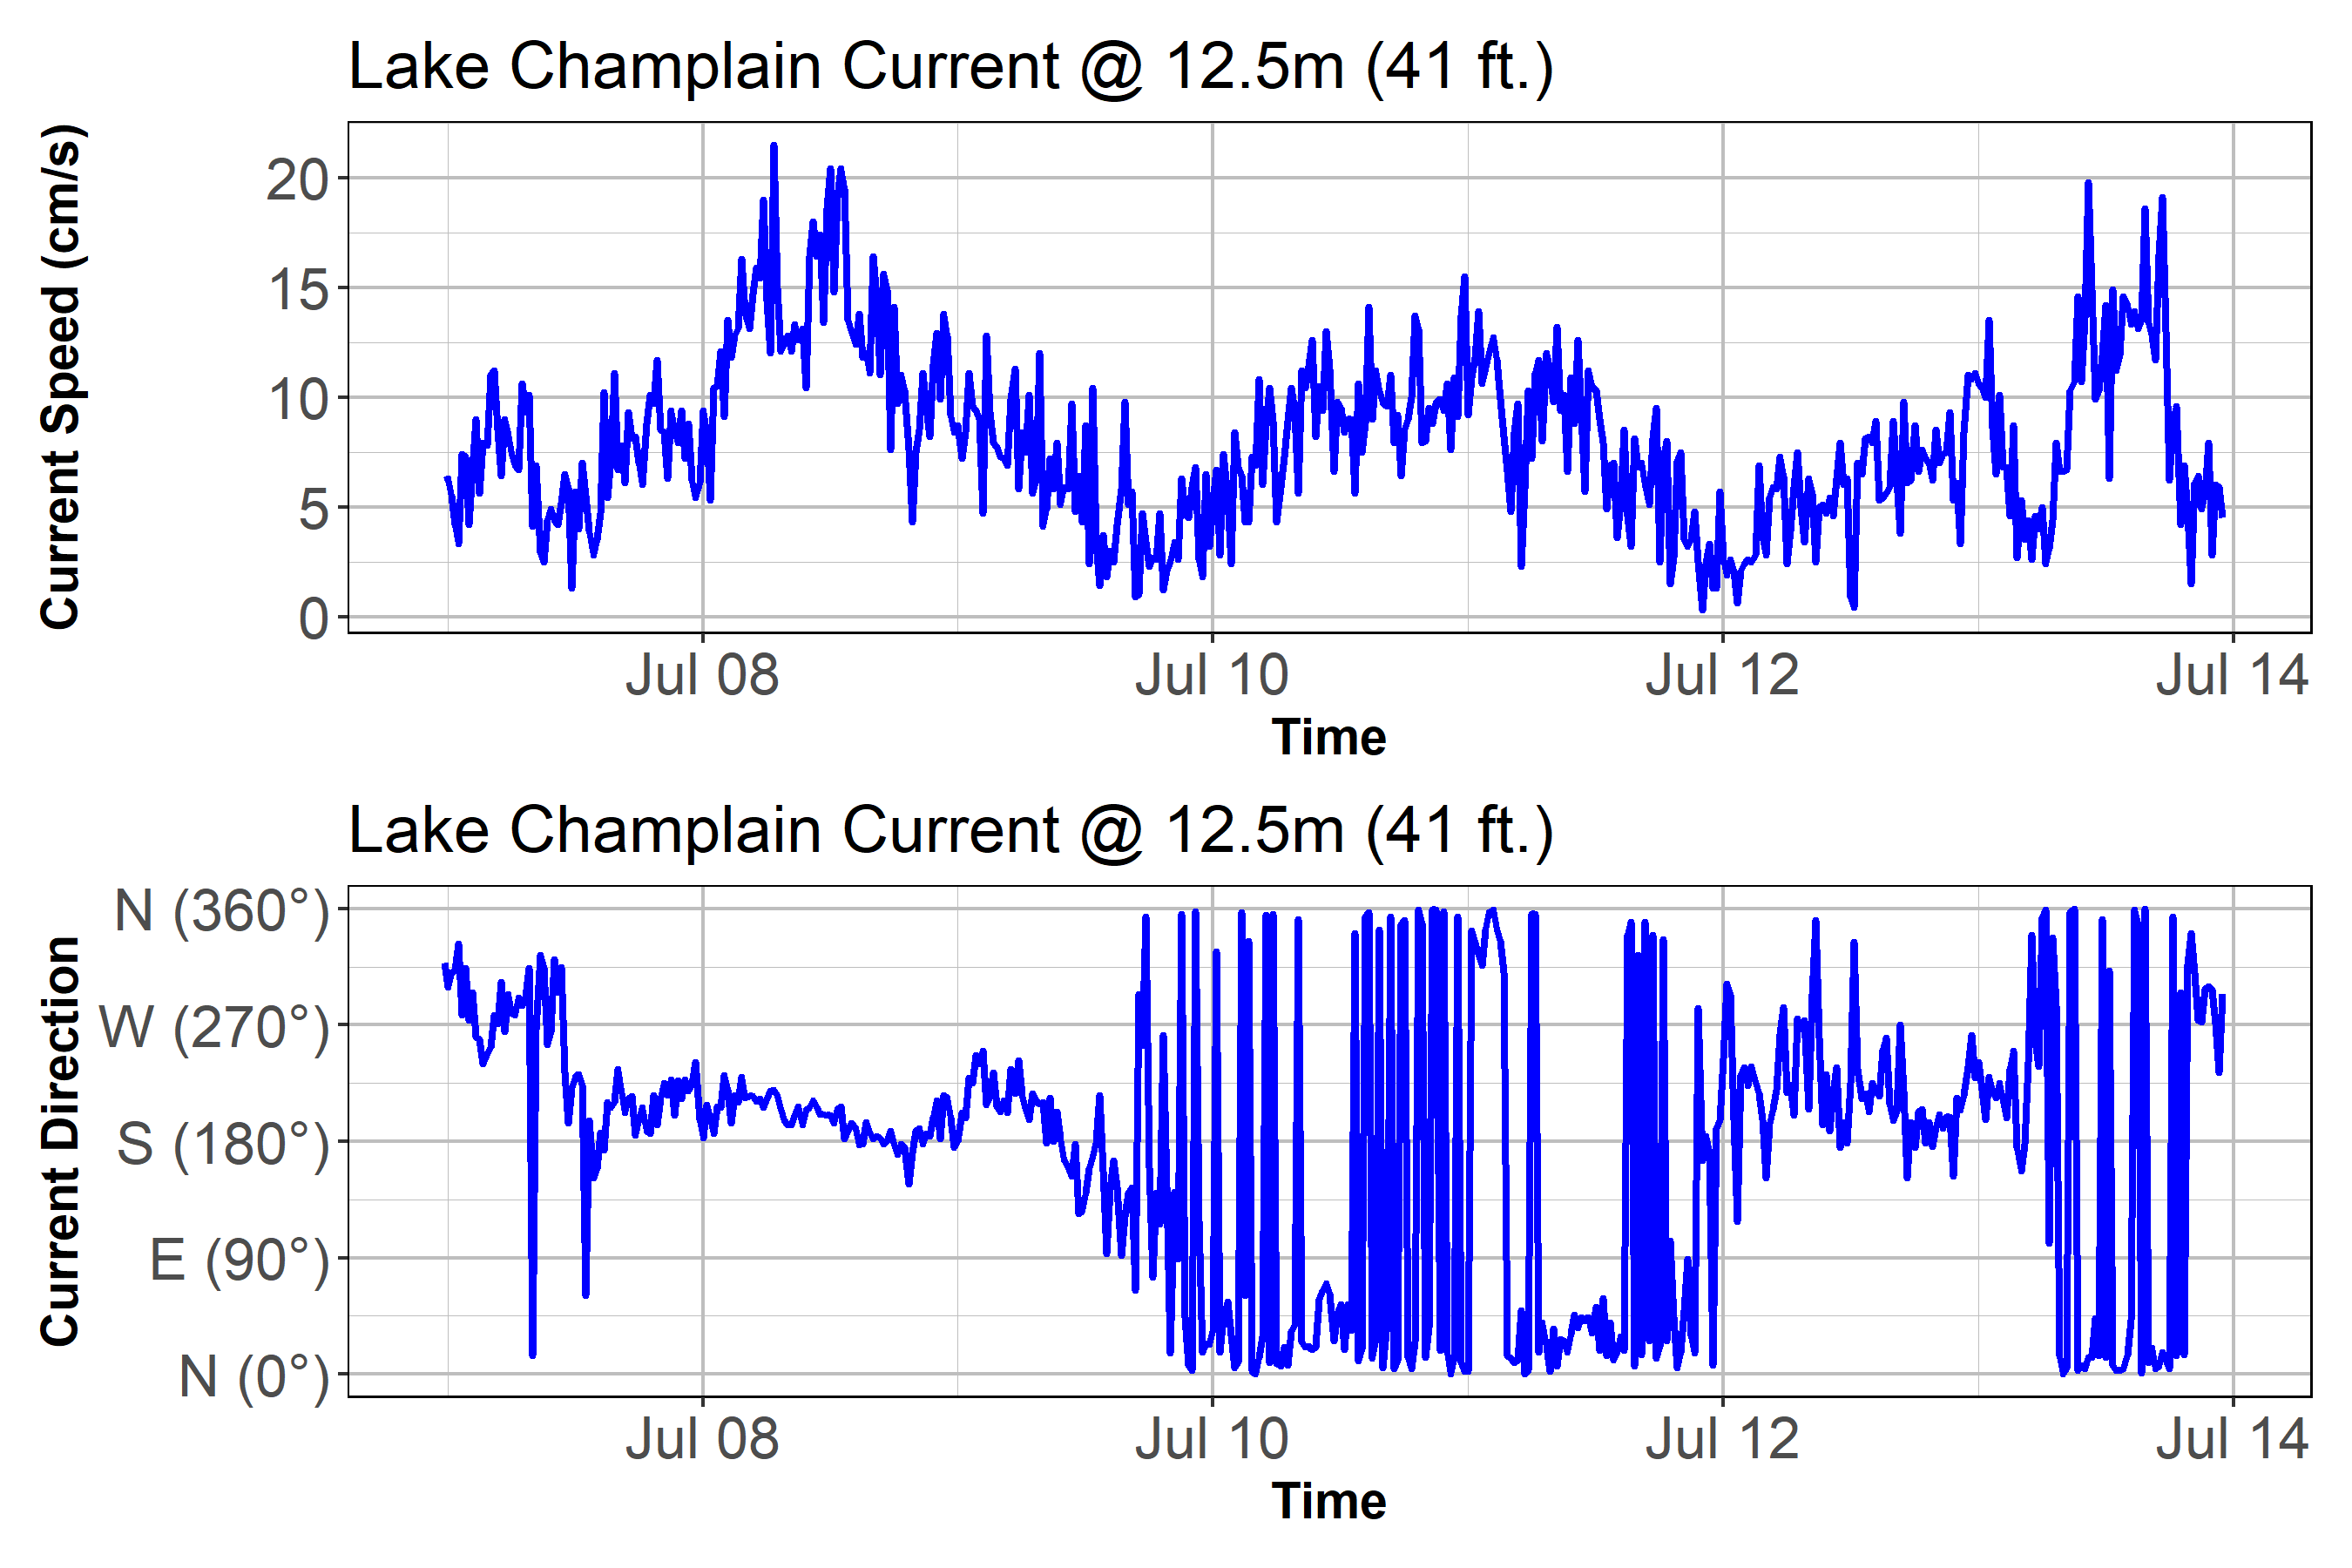 Lake Champlain Current @ 12.5m (41 ft.)
Current Speed (cm/s)
20
15
10
5
0
Jul 08
Jul 10
Jul 12
Jul 14
Time
Lake Champlain Current @ 12.5m (41 ft.)
Current Direction
N (360°)
W (270°)
S (180°)
E (90°)
N (0°)
Jul 08
Jul 10
Jul 12
Jul 14
Time